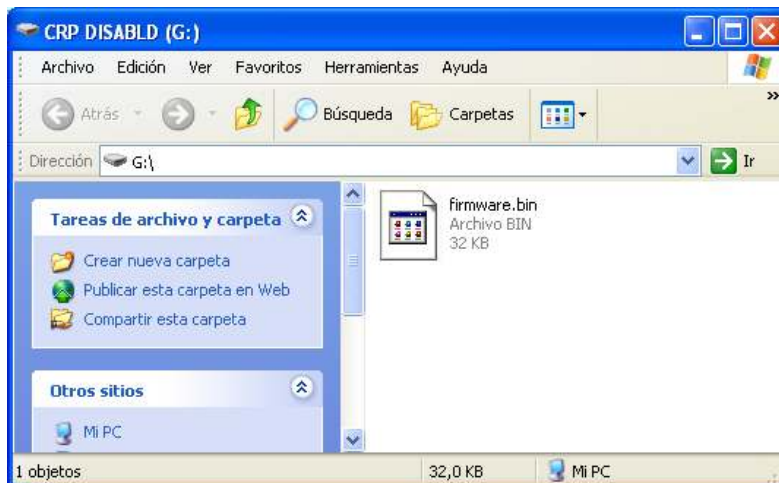 CRP DISABLD (G:)
Archivo Edición Ver Favoritos Herramientas Ayuda
Atrás Búsqueda Carpetas »
Dirección G:\ Ir
Tareas de archivo y carpeta
Crear nueva carpeta
Publicar esta carpeta en Web
Compartir esta carpeta
Otros sitios
Mi PC
firmware.bin
Archivo BIN
32 KB
1 objetos 32,0 KB Mi PC